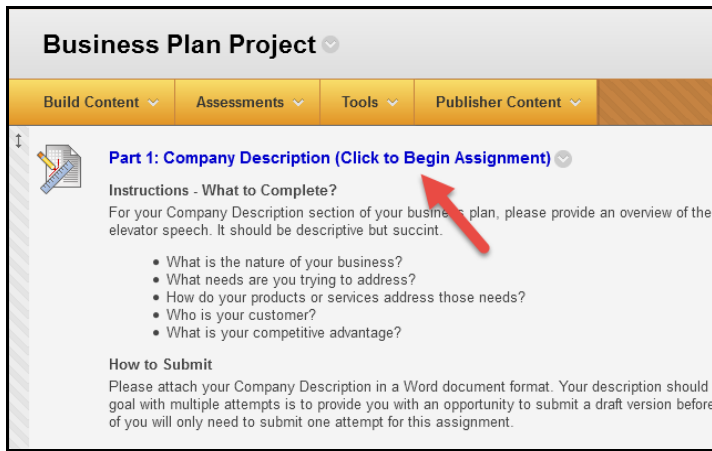 Business Plan Project
Build Content Assessments Tools Publisher Content
Part 1: Company Description (Click to Begin Assignment)
Instructions - What to Complete?
For your Company Description section of your business plan, please provide an overview of the
elevator speech. It should be descriptive but succint.
• What is the nature of your business?
• What needs are you trying to address?
• How do your products or services address those needs?
• Who is your customer?
• What is your competitive advantage?
How to Submit
Please attach your Company Description in a Word document format. Your description should
goal with multiple attempts is to provide you with an opportunity to submit a draft version before
of you will only need to submit one attempt for this assignment.